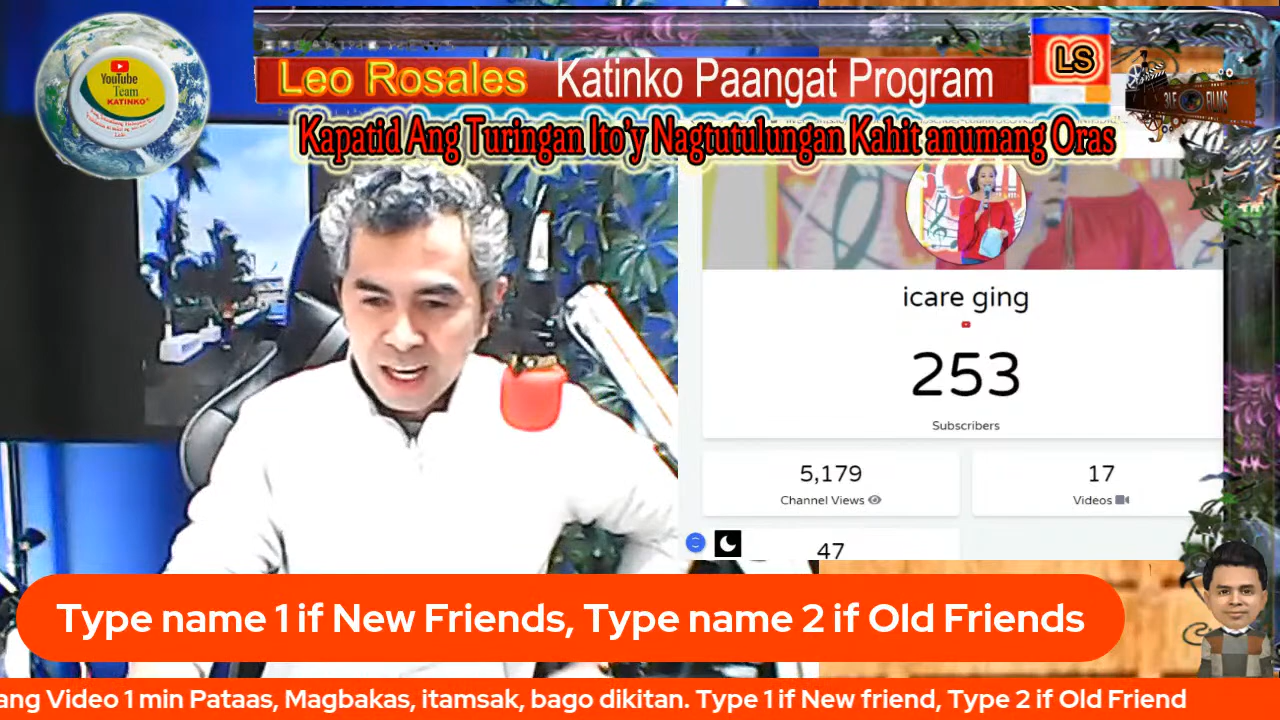 YouTube
Team
KATINKO
Leo Rosales Katinko Paangat Program
LS
3LF FILMS
Kapatid Ang Turingan Ito'y Nagtutulungan Kahit anumang Oras
icare ging
253
Subscribers
5,179
Channel Views
17
Videos
47
Type name 1 if New Friends, Type name 2 if Old Friends
ang Video 1 min Pataas, Magbakas, itamsak, bago dikitan. Type 1 if New friend, Type 2 if Old Friend